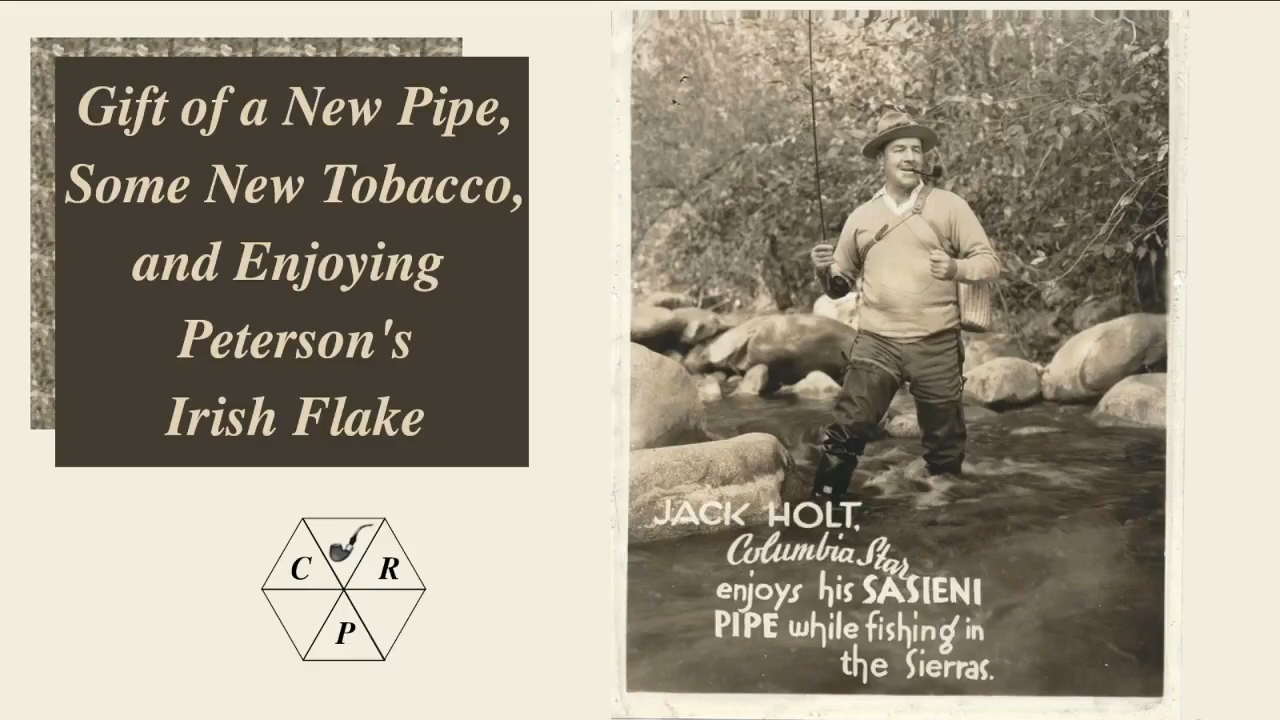 Gift of a New Pipe,
Some New Tobacco,
and Enjoying
Peterson's
Irish Flake
C R
P
JACK HOLT,
Columbia Star
enjoys his SASIENI
PIPE while fishing in
the Sierras.